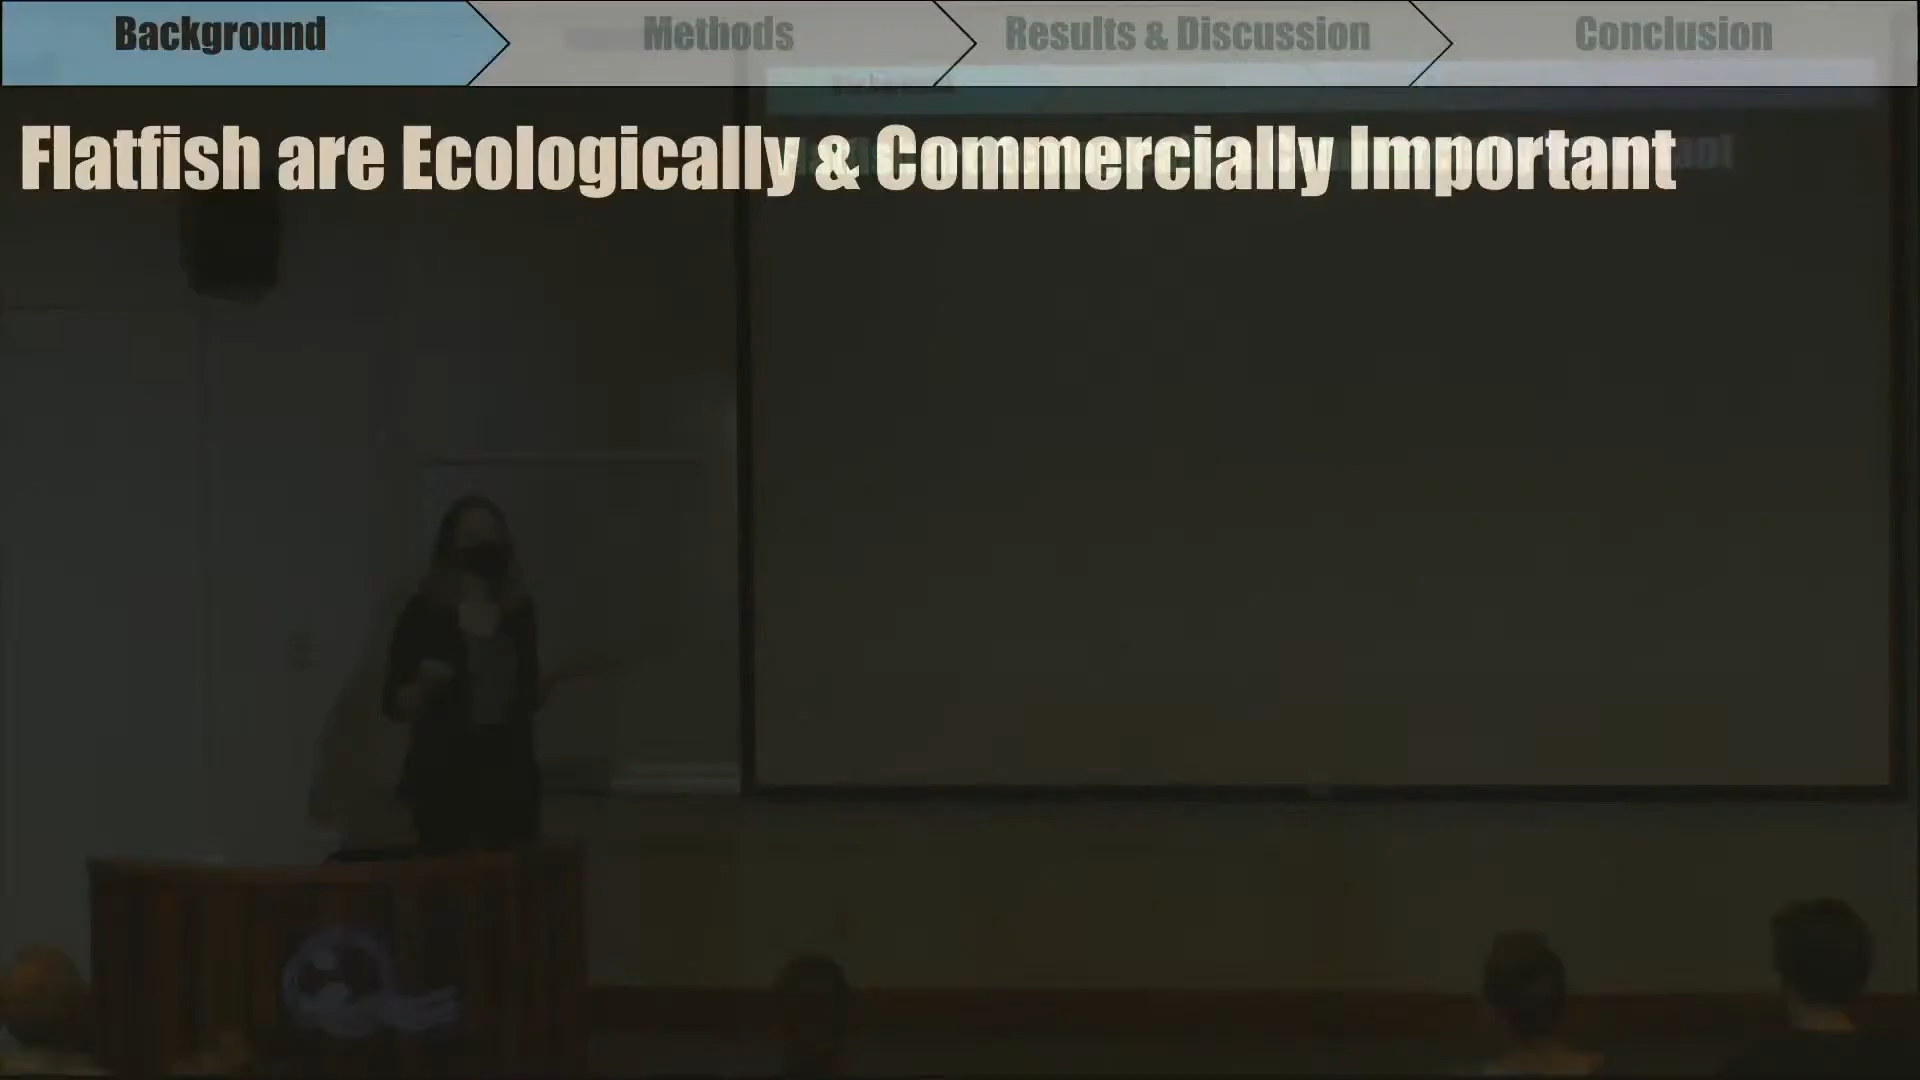 Background
Methods
Results & Discussion
Conclusion
Flatfish are Ecologically & Commercially Important